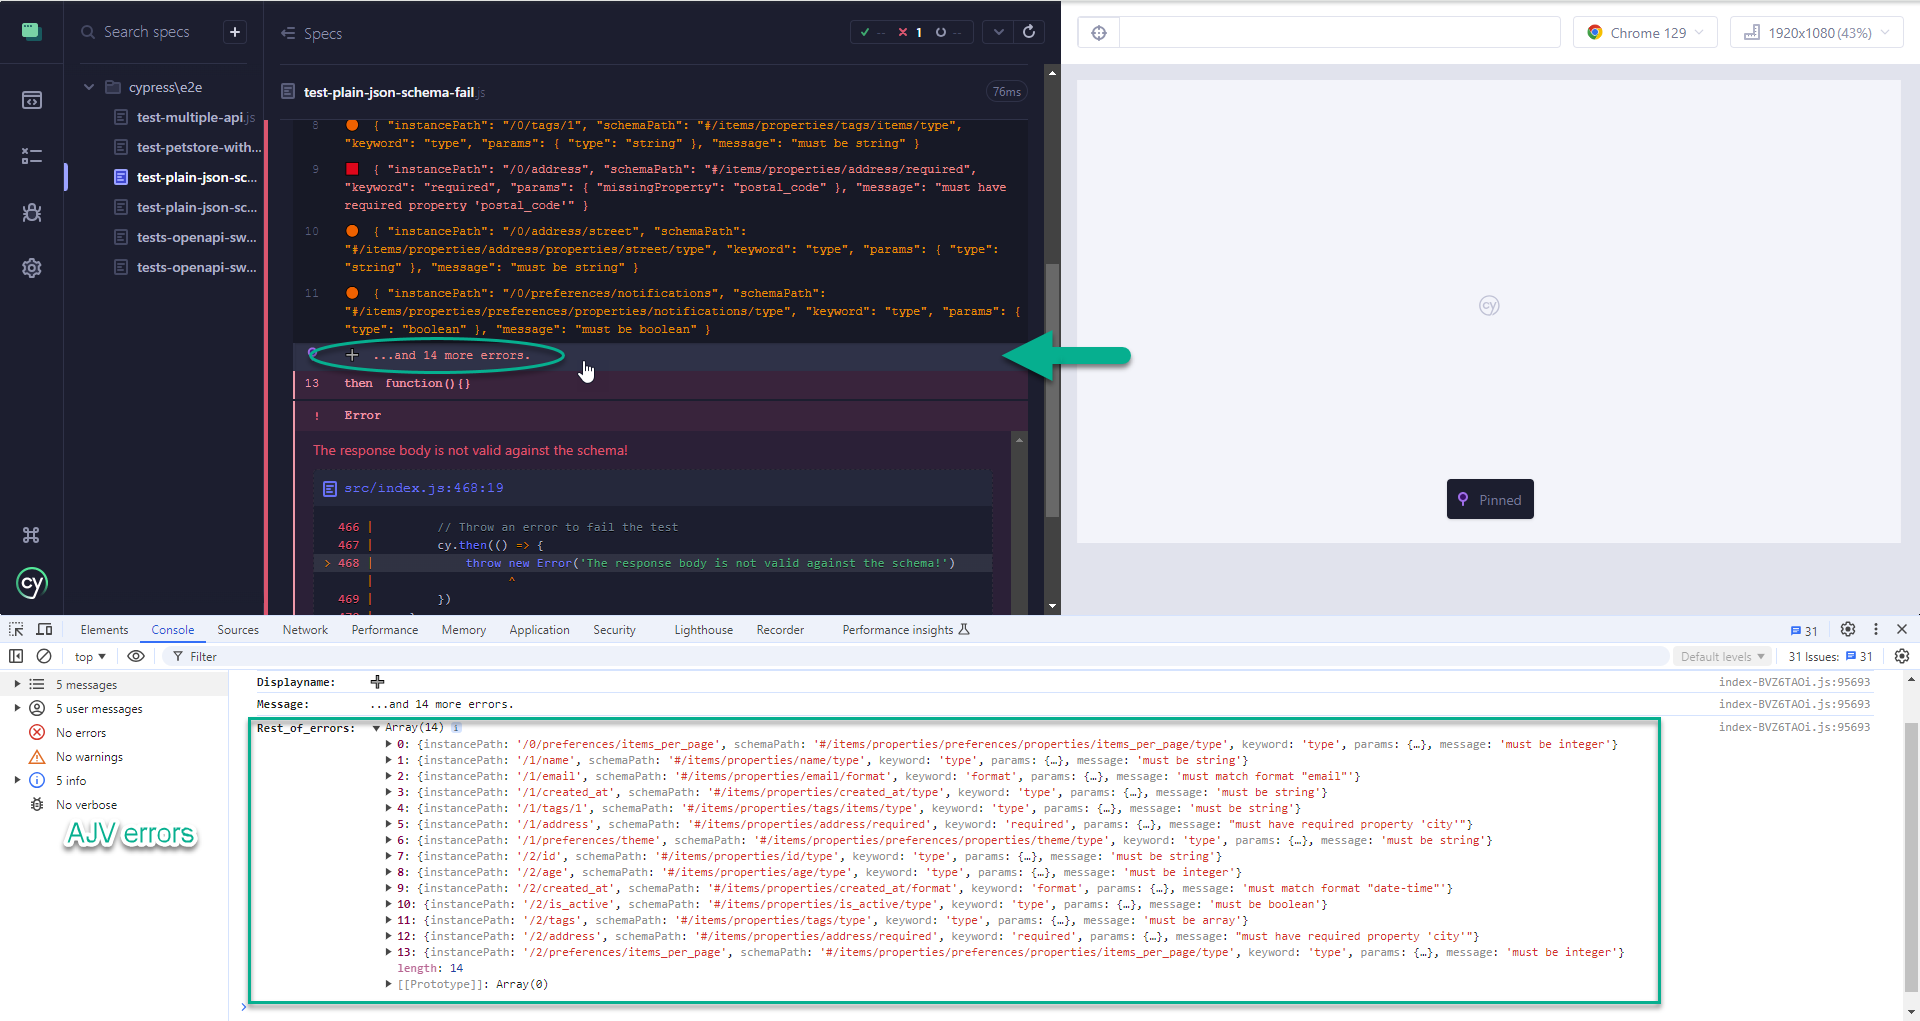 Search specs
+
Specs
-- 1 --
Chrome 129
1920x1080 (43%)
cypress\e2e
test-multiple-api.js
test-petstore-with...
test-plain-json-sc...
test-plain-json-sc...
tests-openapi-sw...
tests-openapi-sw...
test-plain-json-schema-fail.js
76ms
8 { "instancePath": "/0/tags/1", "schemaPath": "#/items/properties/tags/items/type",
"keyword": "type", "params": { "type": "string" }, "message": "must be string" }
9 { "instancePath": "/0/address", "schemaPath": "#/items/properties/address/required",
"keyword": "required", "params": { "missingProperty": "postal_code" }, "message": "must have
required property 'postal_code'" }
10 { "instancePath": "/0/address/street", "schemaPath":
"#/items/properties/address/properties/street/type", "keyword": "type", "params": { "type":
"string" }, "message": "must be string" }
11 { "instancePath": "/0/preferences/notifications", "schemaPath":
"#/items/properties/preferences/properties/notifications/type", "keyword": "type", "params": {
"type": "boolean" }, "message": "must be boolean" }
...and 14 more errors.
13 then function(){}
! Error
The response body is not valid against the schema!
src/index.js:468:19
466 | // Throw an error to fail the test
467 | cy.then(() => {
> 468 | throw new Error('The response body is not valid against the schema!')
| ^
469 | })
cy
cy
Pinned
Elements Console Sources Network Performance Memory Application Security Lighthouse Recorder Performance insights
31
top
Filter
Default levels
31 Issues: 31
5 messages
5 user messages
No errors
No warnings
5 info
No verbose
AJV errors
Displayname: index-BVZ6TAOi.js:95693
Message: ...and 14 more errors. index-BVZ6TAOi.js:95693
Rest_of_errors: Array(14) i index-BVZ6TAOi.js:95693
0: {instancePath: '/0/preferences/items_per_page', schemaPath: '#/items/properties/preferences/properties/items_per_page/type', keyword: 'type', params: {…}, message: 'must be integer'}
1: {instancePath: '/1/name', schemaPath: '#/items/properties/name/type', keyword: 'type', params: {…}, message: 'must be string'}
2: {instancePath: '/1/email', schemaPath: '#/items/properties/email/format', keyword: 'format', params: {…}, message: 'must match format "email"'}
3: {instancePath: '/1/created_at', schemaPath: '#/items/properties/created_at/type', keyword: 'type', params: {…}, message: 'must be string'}
4: {instancePath: '/1/tags/1', schemaPath: '#/items/properties/tags/items/type', keyword: 'type', params: {…}, message: 'must be string'}
5: {instancePath: '/1/address', schemaPath: '#/items/properties/address/required', keyword: 'required', params: {…}, message: "must have required property 'city'"}
6: {instancePath: '/1/preferences/theme', schemaPath: '#/items/properties/preferences/properties/theme/type', keyword: 'type', params: {…}, message: 'must be string'}
7: {instancePath: '/2/id', schemaPath: '#/items/properties/id/type', keyword: 'type', params: {…}, message: 'must be string'}
8: {instancePath: '/2/age', schemaPath: '#/items/properties/age/type', keyword: 'type', params: {…}, message: 'must be integer'}
9: {instancePath: '/2/created_at', schemaPath: '#/items/properties/created_at/format', keyword: 'format', params: {…}, message: 'must match format "date-time"'}
10: {instancePath: '/2/is_active', schemaPath: '#/items/properties/is_active/type', keyword: 'type', params: {…}, message: 'must be boolean'}
11: {instancePath: '/2/tags', schemaPath: '#/items/properties/tags/type', keyword: 'type', params: {…}, message: 'must be array'}
12: {instancePath: '/2/address', schemaPath: '#/items/properties/address/required', keyword: 'required', params: {…}, message: "must have required property 'city'"}
13: {instancePath: '/2/preferences/items_per_page', schemaPath: '#/items/properties/preferences/properties/items_per_page/type', keyword: 'type', params: {…}, message: 'must be integer'}
length: 14
[[Prototype]]: Array(0)